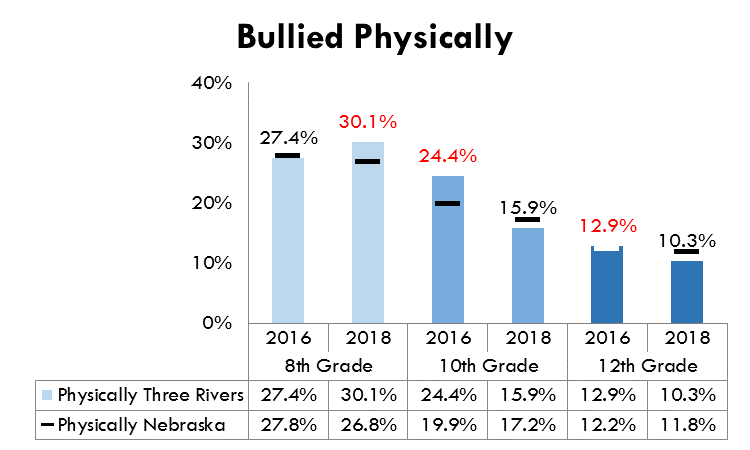 Bullied Physically
40%
30%
20%
10%
0%
27.4%
30.1%
24.4%
15.9%
12.9%
10.3%
2016 2018 2016 2018 2016 2018
8th Grade 10th Grade 12th Grade
Physically Three Rivers 27.4% 30.1% 24.4% 15.9% 12.9% 10.3%
Physically Nebraska 27.8% 26.8% 19.9% 17.2% 12.2% 11.8%